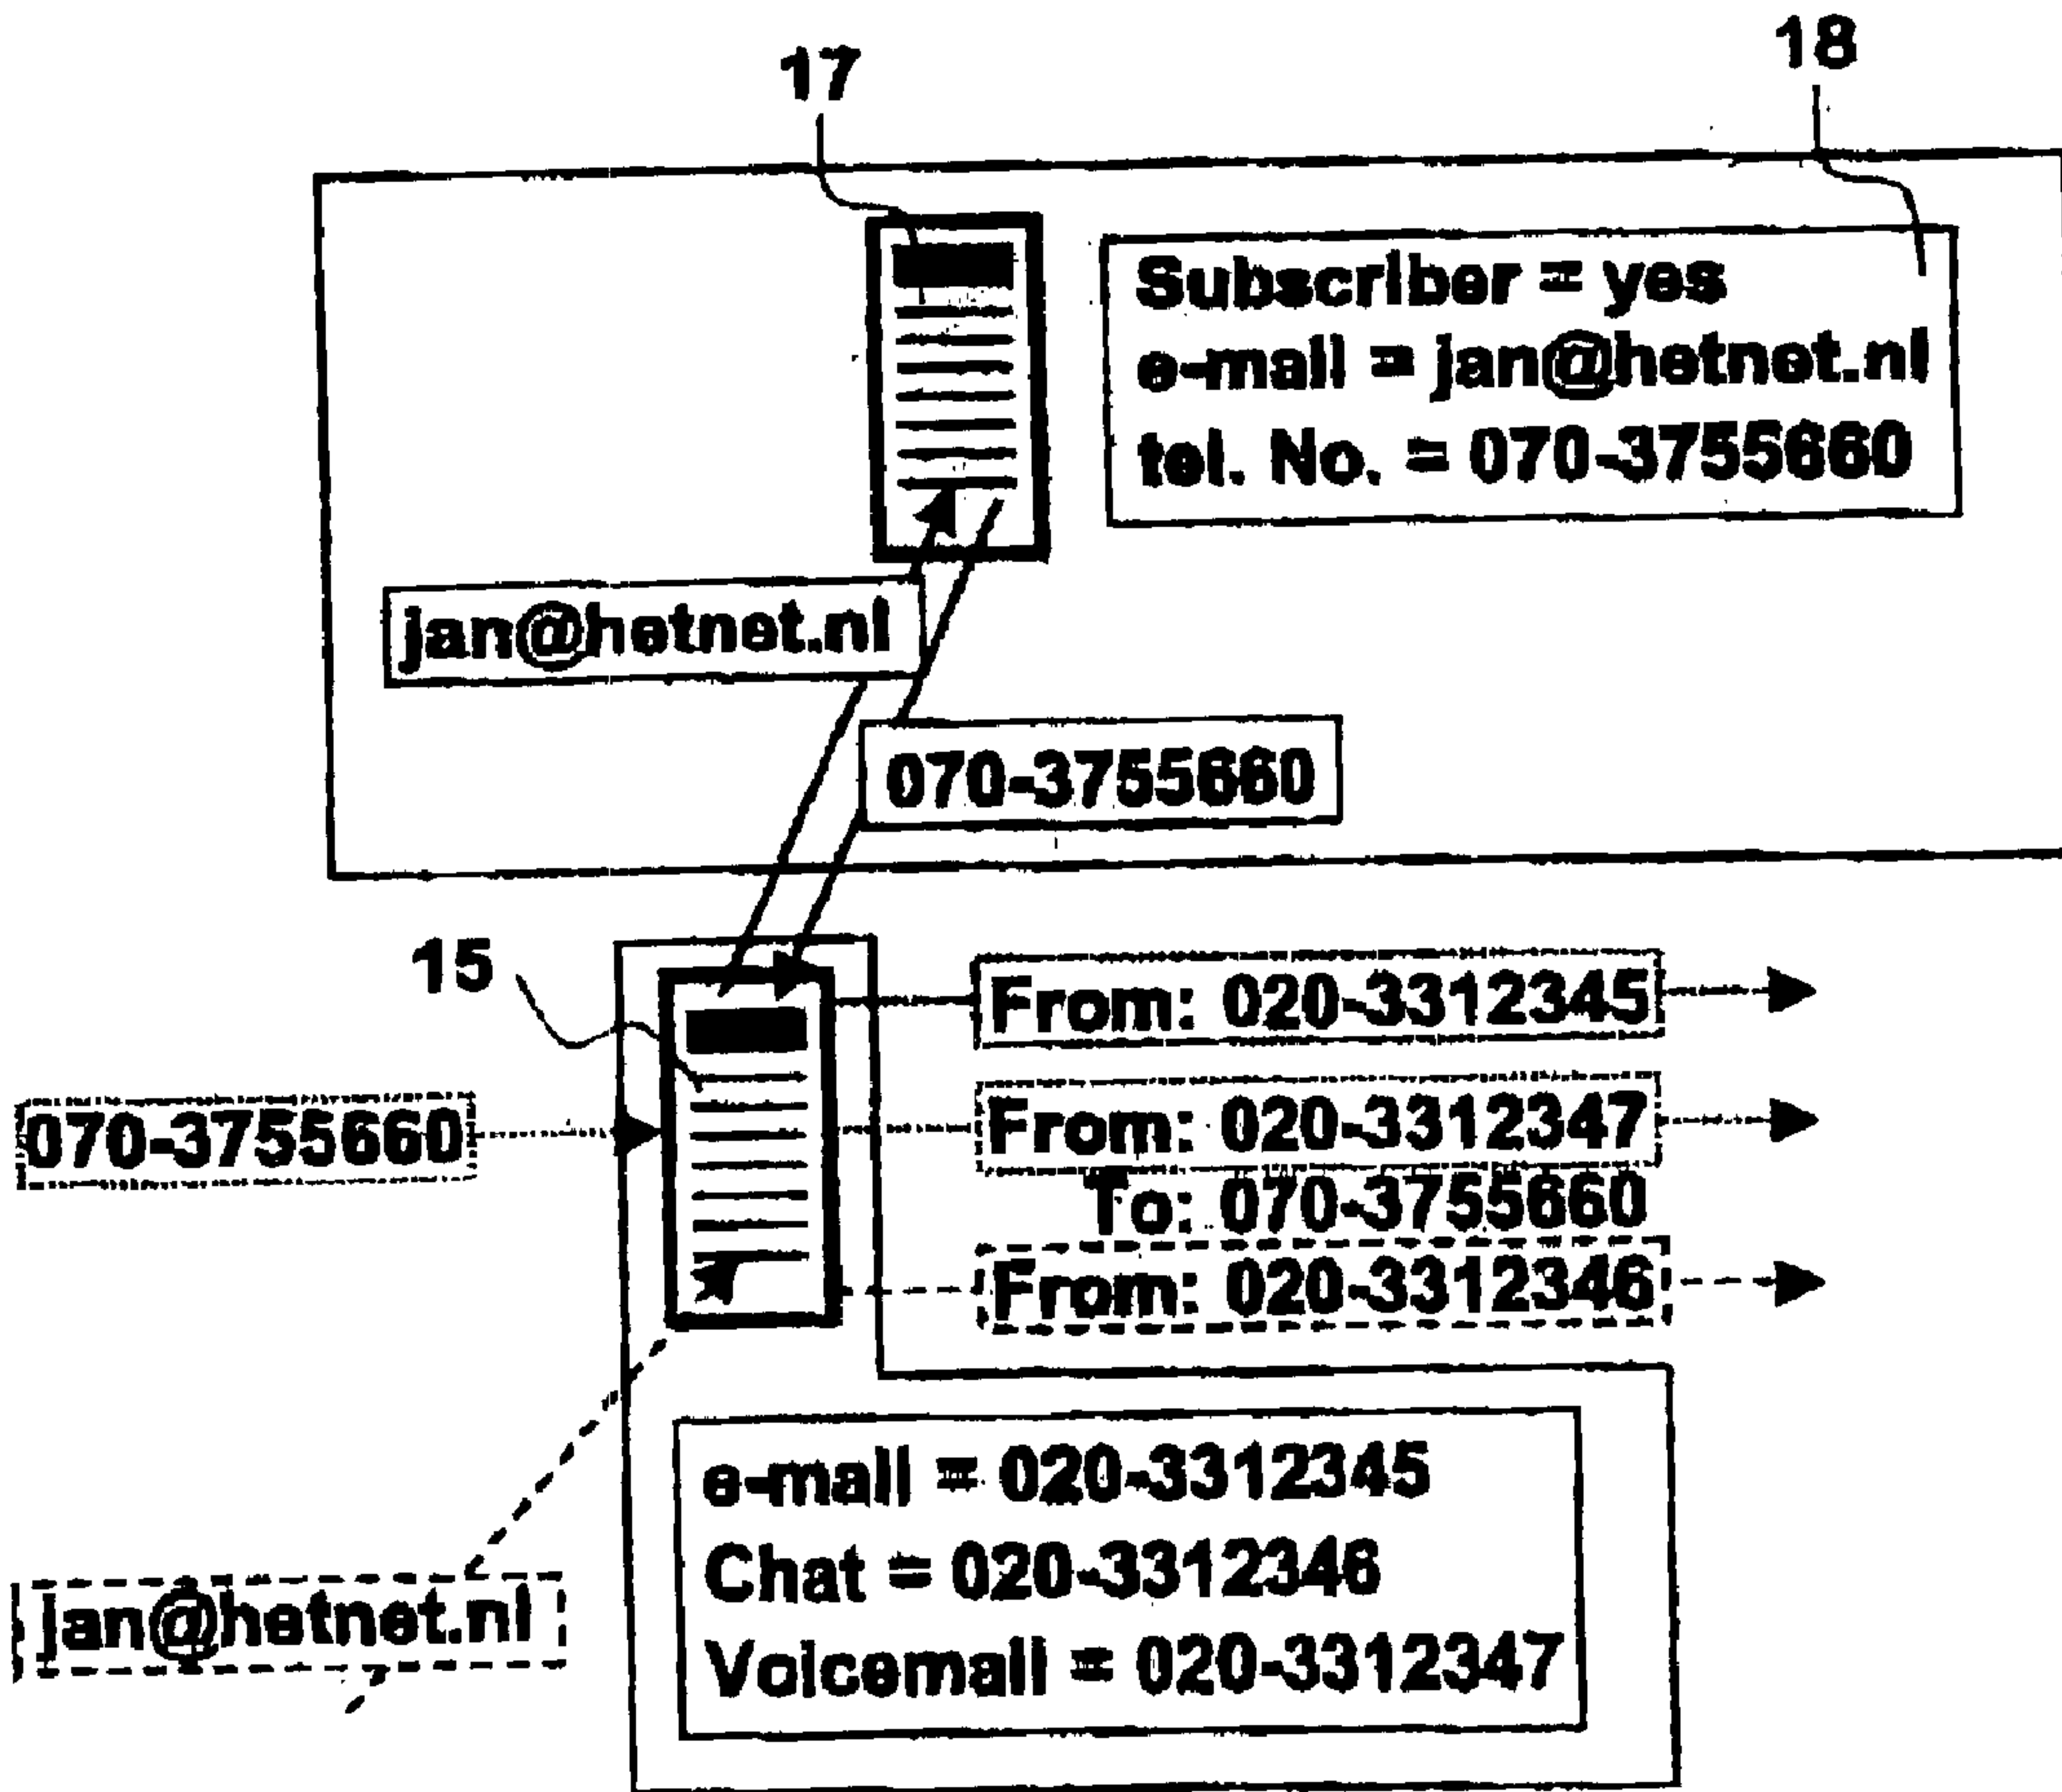 17
18
Subscriber = yes
e-mail = jan@hetnet.nl
tel. No. = 070-3755660
jan@hetnet.nl
070-3755660
15
From: 020-3312345
070-3755660
From: 020-3312347
To: 070-3755660
From: 020-3312346
e-mail = 020-3312345
Chat = 020-3312346
jan@hetnet.nl
Voicemail = 020-3312347